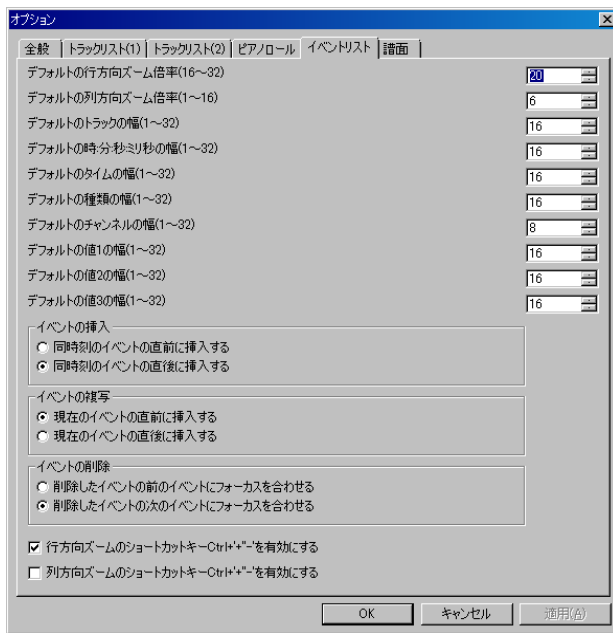 オプション
全般 トラックリスト(1) トラックリスト(2) ピアノロール イベントリスト 譜面
デフォルトの行方向ズーム倍率(16～32) 20
デフォルトの列方向ズーム倍率(1～16) 6
デフォルトのトラックの幅(1～32) 16
デフォルトの時:分:秒:ミリ秒の幅(1～32) 16
デフォルトのタイムの幅(1～32) 16
デフォルトの種類の幅(1～32) 16
デフォルトのチャンネルの幅(1～32) 8
デフォルトの値1の幅(1～32) 16
デフォルトの値2の幅(1～32) 16
デフォルトの値3の幅(1～32) 16
イベントの挿入
同時刻のイベントの直前に挿入する
同時刻のイベントの直後に挿入する
イベントの複写
現在のイベントの直前に挿入する
現在のイベントの直後に挿入する
イベントの削除
削除したイベントの前のイベントにフォーカスを合わせる
削除したイベントの次のイベントにフォーカスを合わせる
行方向ズームのショートカットキーCtrl+'+''-'を有効にする
列方向ズームのショートカットキーCtrl+'+''-'を有効にする
OK キャンセル 適用(A)